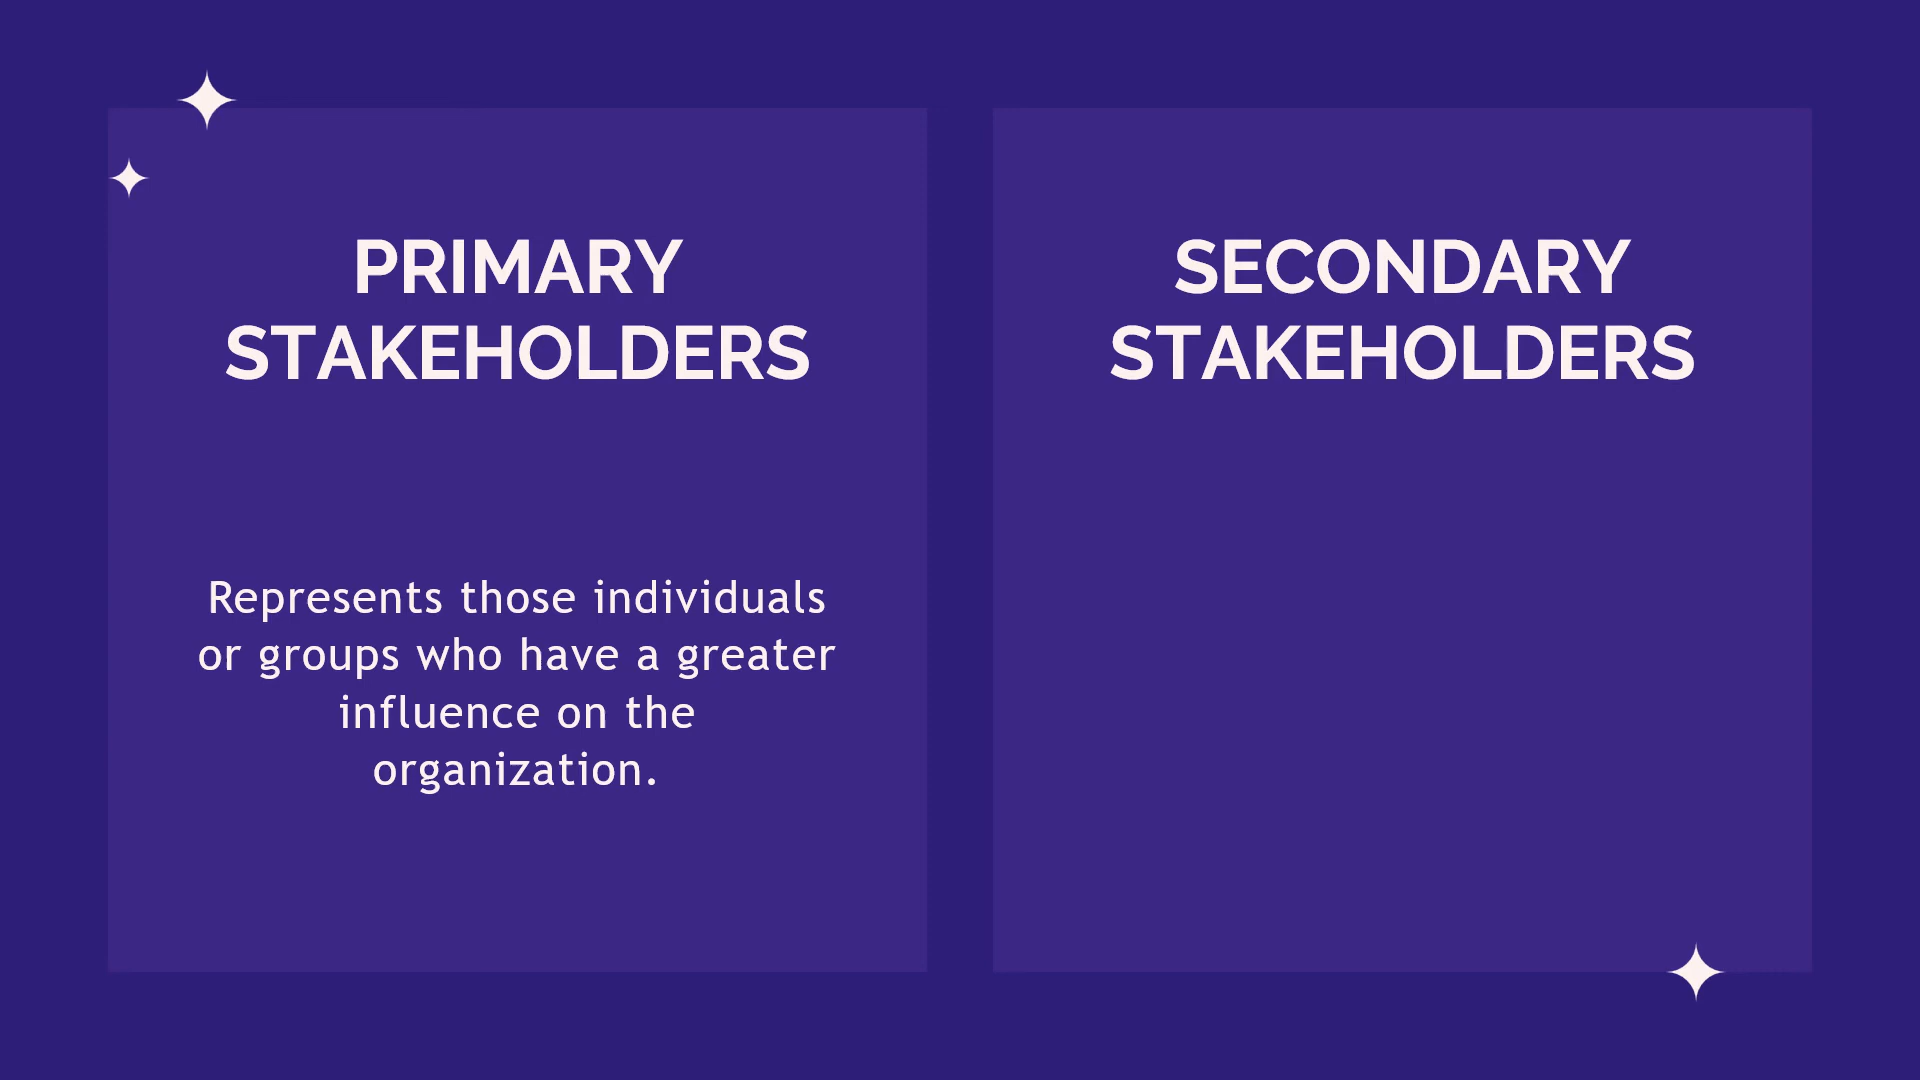 PRIMARY
STAKEHOLDERS
Represents those individuals
or groups who have a greater
influence on the
organization.
SECONDARY
STAKEHOLDERS